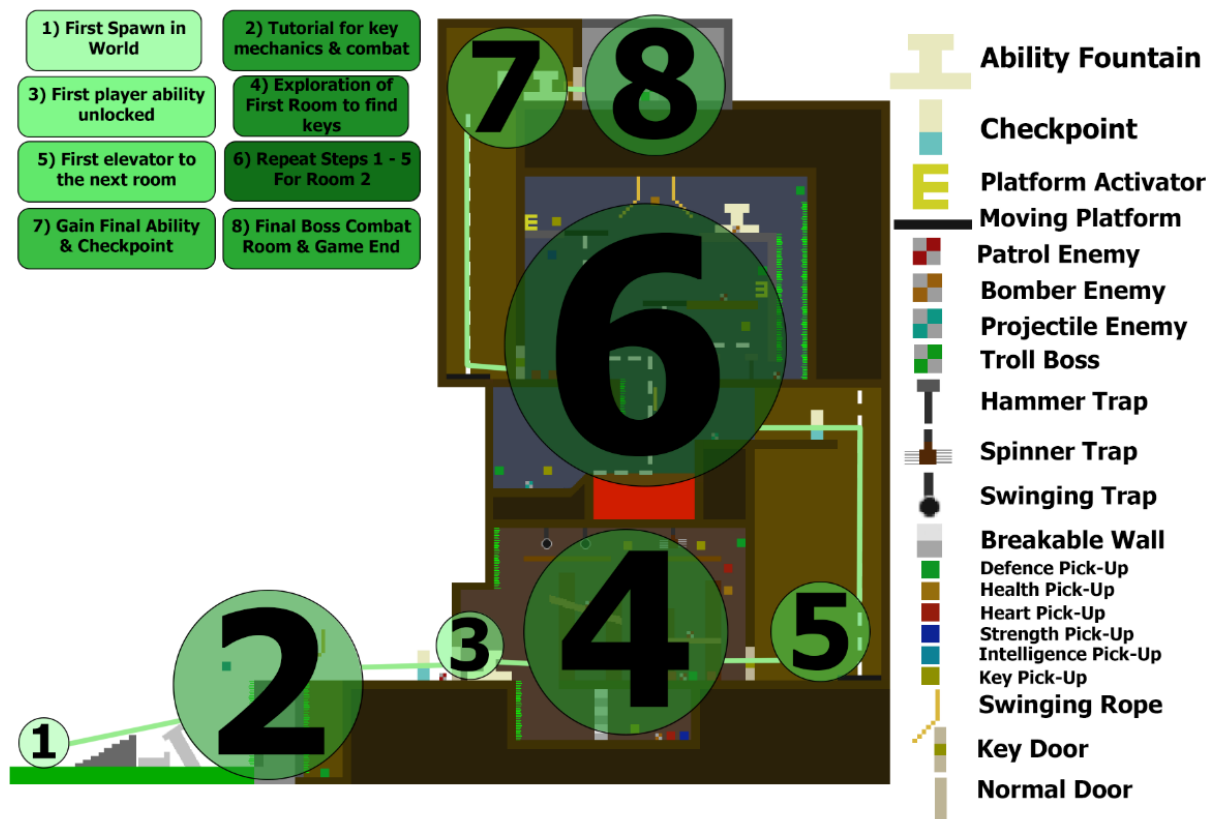 1) First Spawn in
World
2) Tutorial for key
mechanics & combat
3) First player ability
unlocked
4) Exploration of
First Room to find
keys
5) First elevator to
the next room
6) Repeat Steps 1 - 5
For Room 2
7) Gain Final Ability
& Checkpoint
8) Final Boss Combat
Room & Game End
7
8
E
6
E
4
5
3
2
1
Ability Fountain
Checkpoint
E
Platform Activator
Moving Platform
Patrol Enemy
Bomber Enemy
Projectile Enemy
Troll Boss
Hammer Trap
Spinner Trap
Swinging Trap
Breakable Wall
Defence Pick-Up
Health Pick-Up
Heart Pick-Up
Strength Pick-Up
Intelligence Pick-Up
Key Pick-Up
Swinging Rope
Key Door
Normal Door